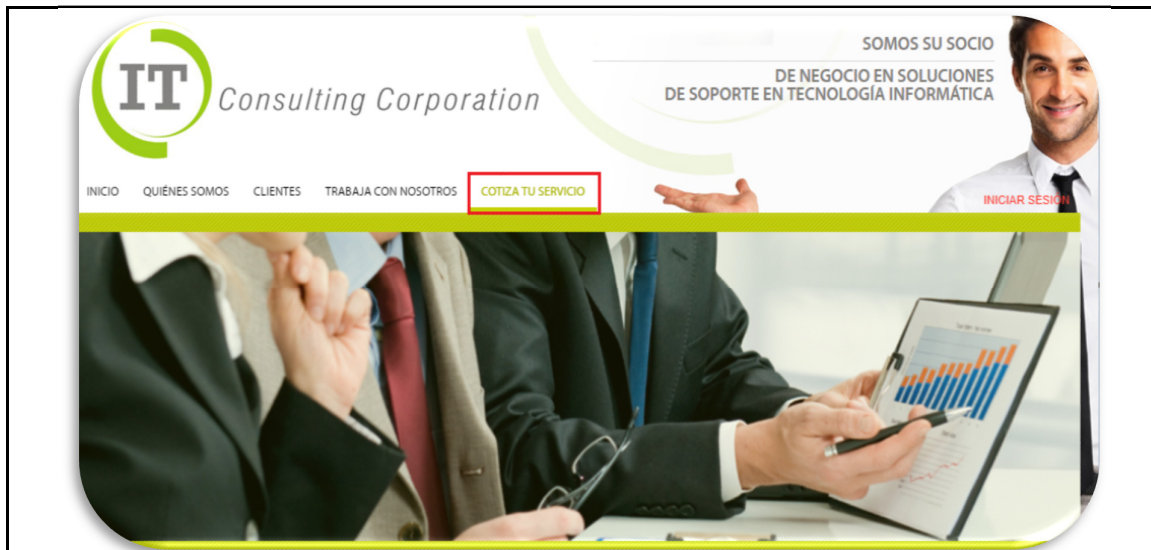 SOMOS SU SOCIO
DE NEGOCIO EN SOLUCIONES
DE SOPORTE EN TECNOLOGÍA INFORMÁTICA
IT
Consulting Corporation
INICIO QUIÉNES SOMOS CLIENTES TRABAJA CON NOSOTROS COTIZA TU SERVICIO
INICIAR SESIÓN